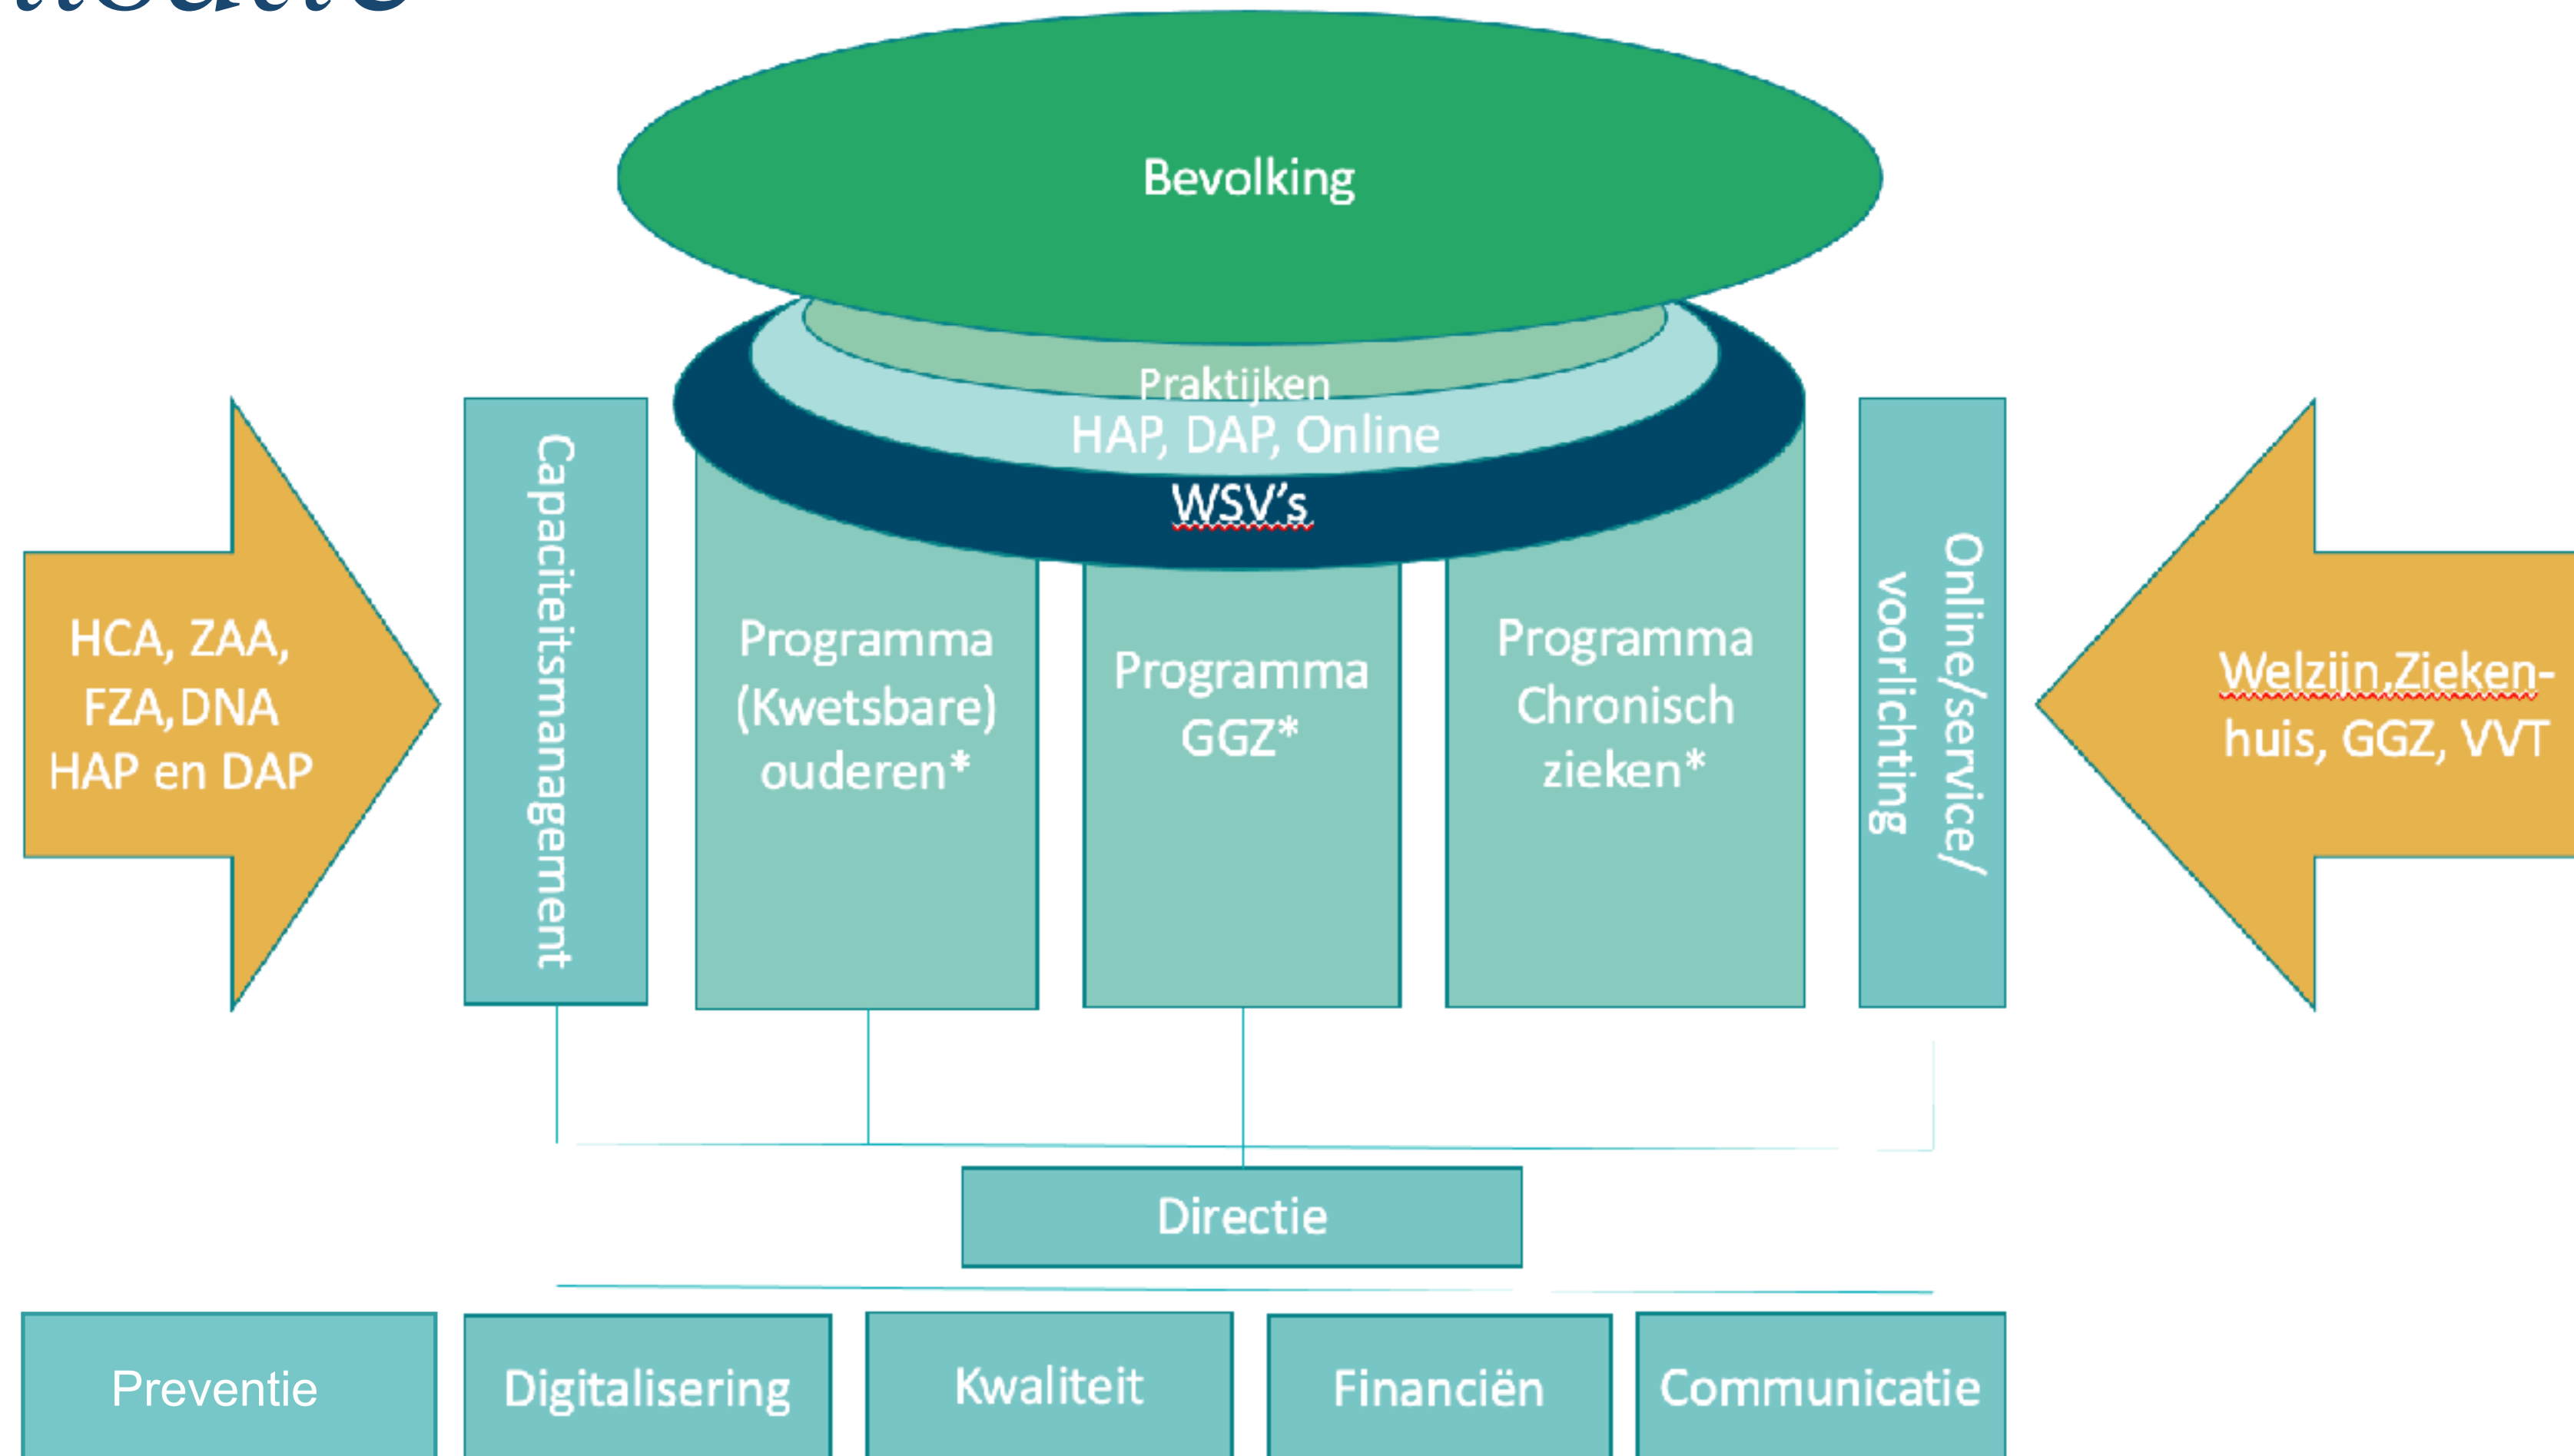 Bevolking
Praktijken
HAP, DAP, Online
WSV's
HCA, ZAA,
FZA,DNA
HAP en DAP
Capaciteitsmanagement
Programma
(Kwetsbare)
ouderen*
Programma
GGZ*
Programma
Chronisch
zieken*
Online/service/
voorlichting
Welzijn,Zieken-
huis, GGZ, VVT
Directie
Preventie
Digitalisering
Kwaliteit
Financiën
Communicatie